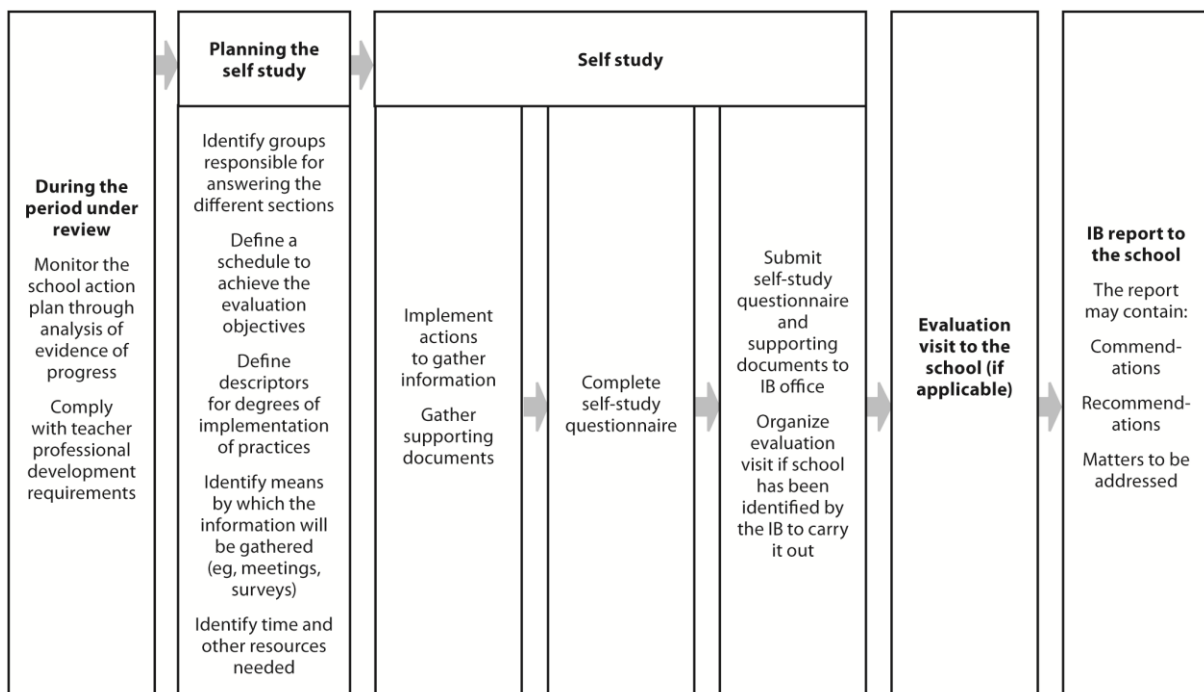 During the
period under
review
Monitor the
school action
plan through
analysis of
evidence of
progress
Comply
with teacher
professional
development
requirements
Planning the
self study
Identify groups
responsible for
answering the
different sections
Define a
schedule to
achieve the
evaluation
objectives
Define
descriptors
for degrees of
implementation
of practices
Identify means
by which the
information will
be gathered
(eg, meetings,
surveys)
Identify time and
other resources
needed
Self study
Implement
actions
to gather
information
Gather
supporting
documents
Complete
self-study
questionnaire
Submit
self-study
questionnaire
and
supporting
documents to
IB office
Organize
evaluation
visit if school
has been
identified by
the IB to carry
it out
Evaluation
visit to the
school (if
applicable)
IB report to
the school
The report
may contain:
Commend-
ations
Recommend-
ations
Matters to be
addressed